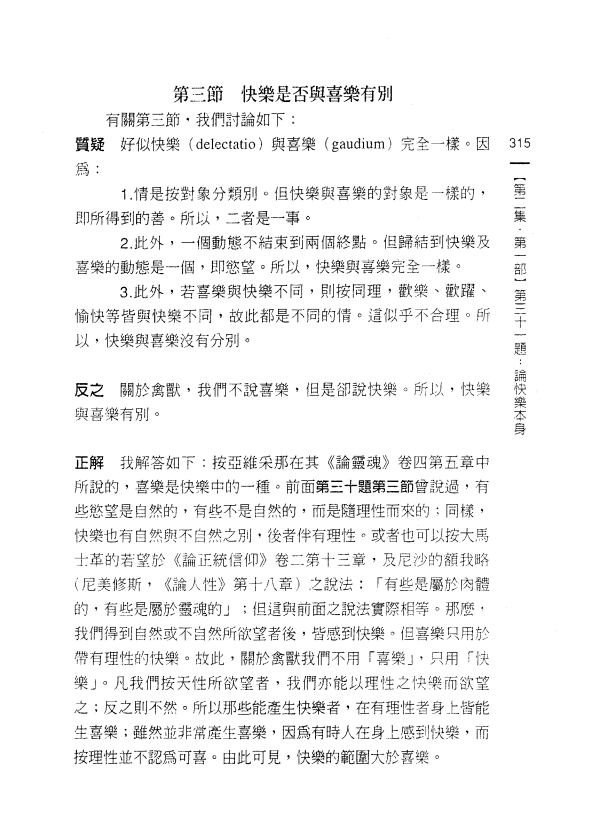 第三節　快樂是否與喜樂有別
有關第三節，我們討論如下：
質疑　好似快樂（delectatio）與喜樂（gaudium）完全一樣。因
爲：
1.情是按對象分類別。但快樂與喜樂的對象是一樣的，
即所得到的善。所以，二者是一事。
2.此外，一個動態不結束到兩個終點。但歸結到快樂及
喜樂的動態是一個，即慾望。所以，快樂與喜樂完全一樣。
3.此外，若喜樂與快樂不同，則按同理，歡樂、歡躍、
愉快等皆與快樂不同，故此都是不同的情。這似乎不合理。所
以，快樂與喜樂沒有分別。
反之　關於禽獸，我們不說喜樂，但是卻說快樂。所以，快樂
與喜樂有別。
正解　我解答如下：按亞維采那在其《論靈魂》卷四第五章中
所說的，喜樂是快樂中的一種。前面第三十題第三節曾說過，有
些慾望是自然的，有些不是自然的，而是隨理性而來的；同樣，
快樂也有自然與不自然之別，後者伴有理性。或者也可以按大馬
士革的若望於《論正統信仰》卷二第十三章，及尼沙的額我略
（尼美修斯，《論人性》第十八章）之說法：「有些是屬於肉體
的，有些是屬於靈魂的」；但這與前面之說法實際相等。那麼，
我們得到自然或不自然所欲望者後，皆感到快樂。但喜樂只用於
帶有理性的快樂。故此，關於禽獸我們不用「喜樂」，只用「快
樂」。凡我們按天性所欲望者，我們亦能以理性之快樂而欲望
之；反之則不然。所以那些能產生快樂者，在有理性者身上皆能
生喜樂；雖然並非常產生喜樂，因爲有時人在身上感到快樂，而
按理性並不認爲可喜。由此可見，快樂的範圍大於喜樂。
315
【第二集．第一部】第三十一題：論快樂本身